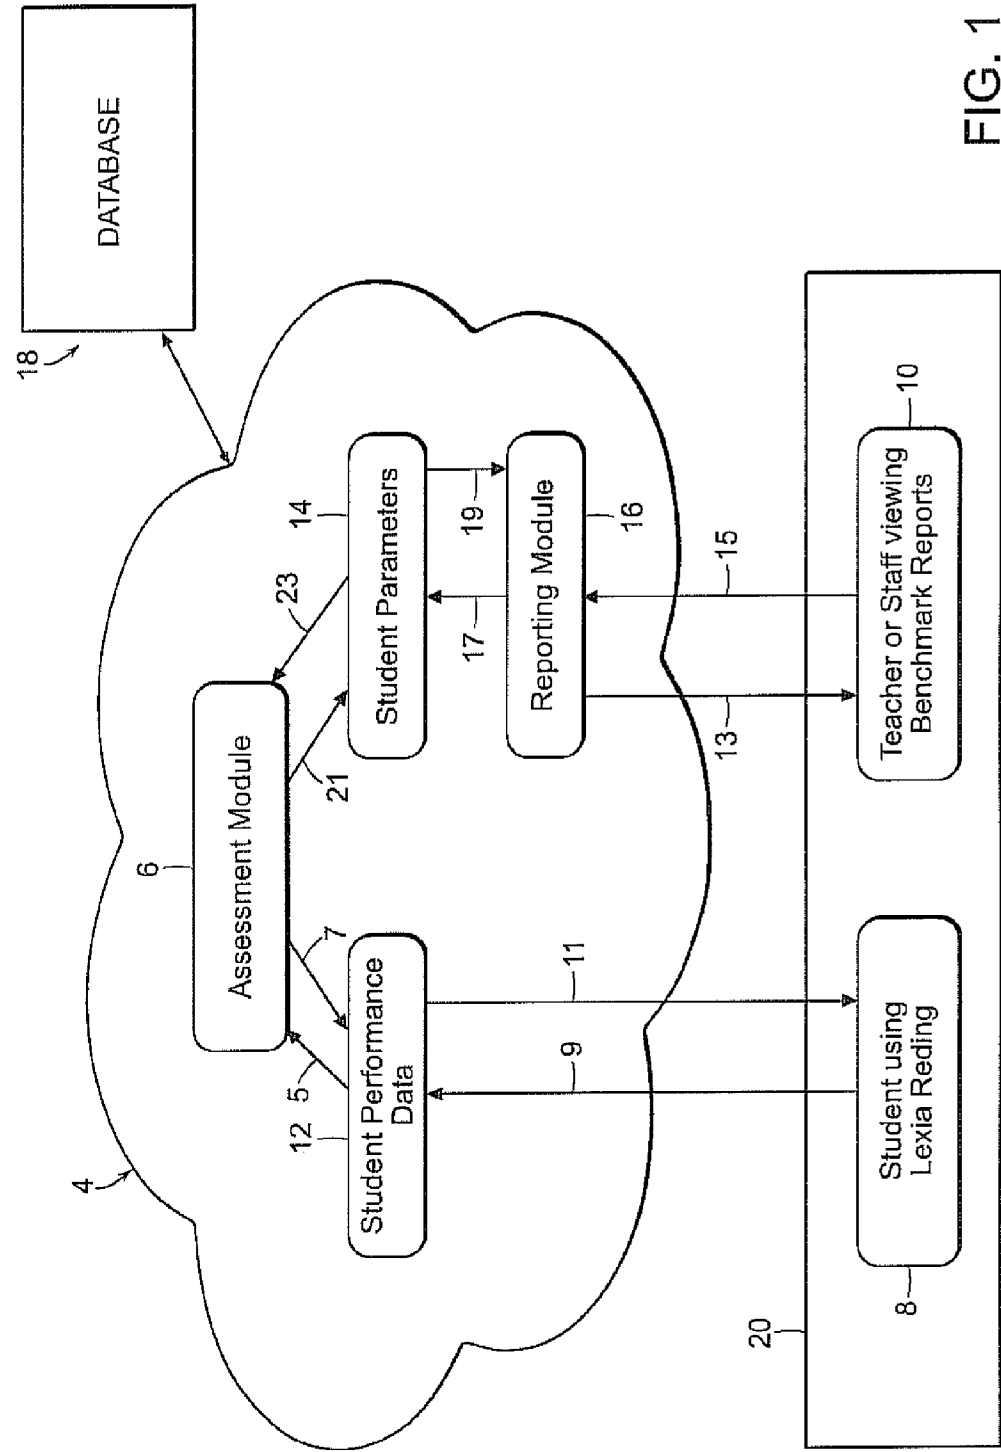 DATABASE
18
4
6
Assessment Module
5
7
21
23
12
Student Performance
Data
14
Student Parameters
17
19
Reporting Module
16
9
11
13
15
20
8
Student using
Lexia Reding
Teacher or Staff viewing
Benchmark Reports
10
FIG. 1